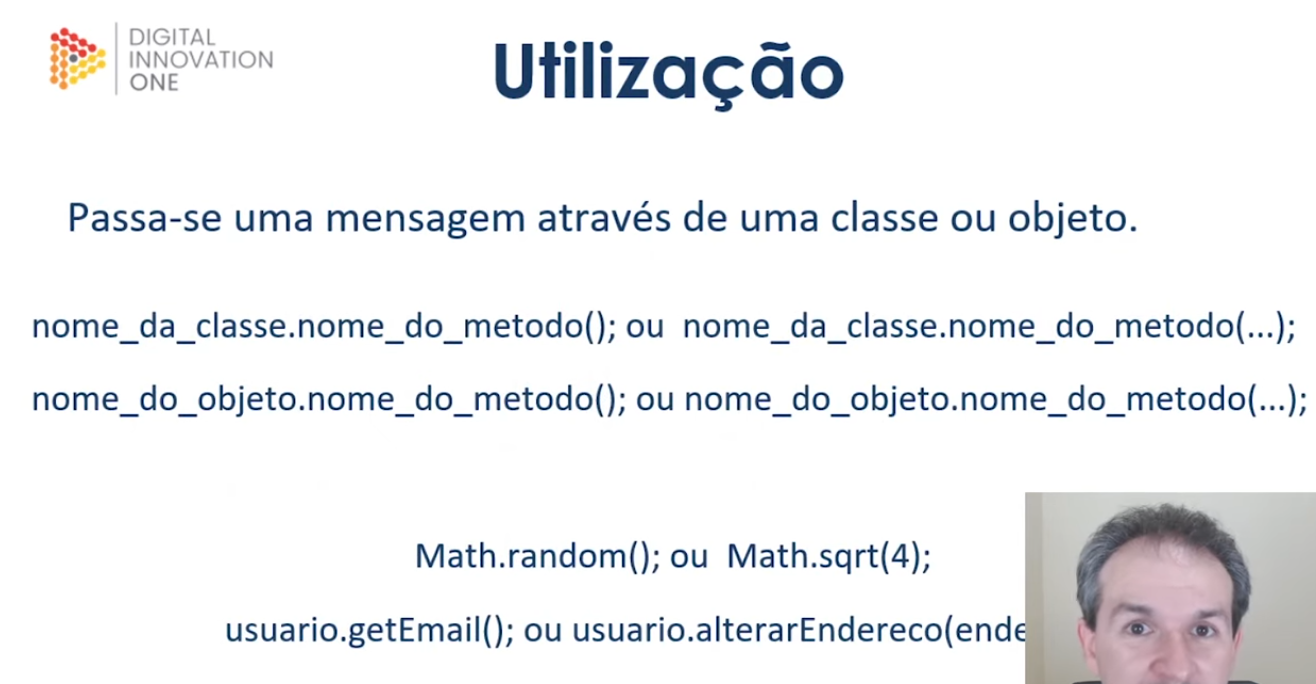 DIGITAL
INNOVATION
ONE
Utilização
Passa-se uma mensagem através de uma classe ou objeto.
nome_da_classe.nome_do_metodo(); ou nome_da_classe.nome_do_metodo(...);
nome_do_objeto.nome_do_metodo(); ou nome_do_objeto.nome_do_metodo(...);
Math.random(); ou Math.sqrt(4);
usuario.getEmail(); ou usuario.alterarEndereco(ende